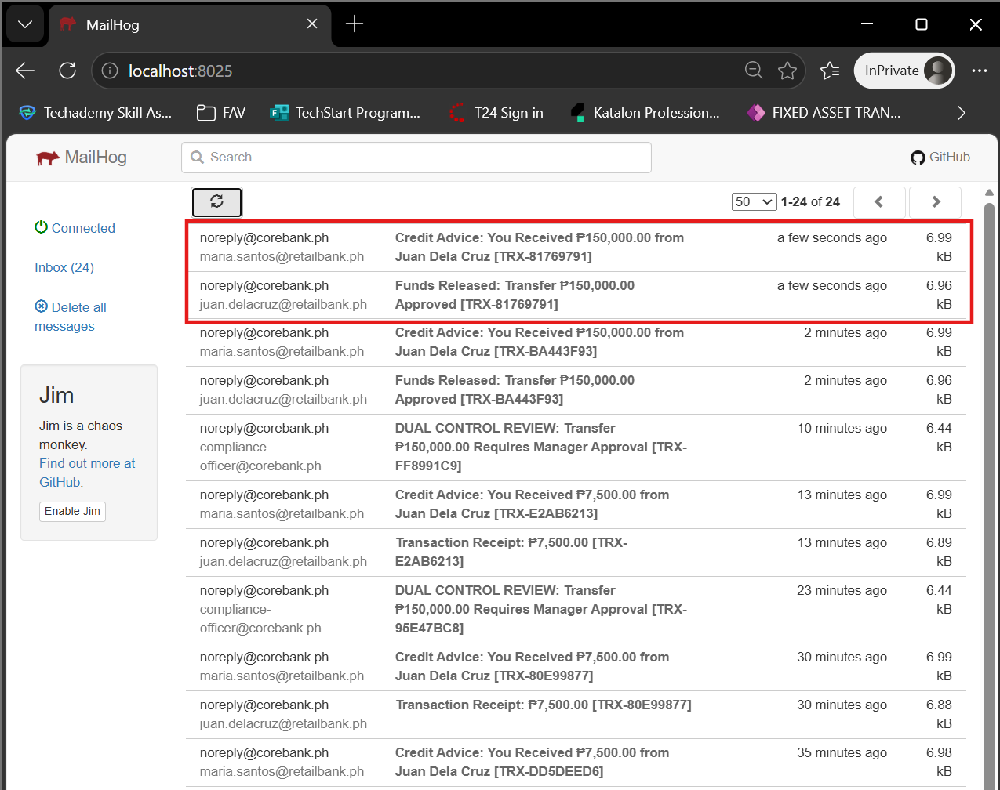 MailHog
localhost:8025
InPrivate
Techademy Skill As...
FAV
TechStart Program...
T24 Sign in
Katalon Profession...
FIXED ASSET TRAN...
MailHog
Search
GitHub
50
1-24 of 24
Connected
Inbox (24)
Delete all
messages
Jim
Jim is a chaos
monkey.
Find out more at
GitHub.
Enable Jim
noreply@corebank.ph
maria.santos@retailbank.ph
Credit Advice: You Received ₱150,000.00 from
Juan Dela Cruz [TRX-81769791]
a few seconds ago
6.99
kB
noreply@corebank.ph
juan.delacruz@retailbank.ph
Funds Released: Transfer ₱150,000.00
Approved [TRX-81769791]
a few seconds ago
6.96
kB
noreply@corebank.ph
maria.santos@retailbank.ph
Credit Advice: You Received ₱150,000.00 from
Juan Dela Cruz [TRX-BA443F93]
2 minutes ago
6.99
kB
noreply@corebank.ph
juan.delacruz@retailbank.ph
Funds Released: Transfer ₱150,000.00
Approved [TRX-BA443F93]
2 minutes ago
6.96
kB
noreply@corebank.ph
compliance-
officer@corebank.ph
DUAL CONTROL REVIEW: Transfer
₱150,000.00 Requires Manager Approval [TRX-
FF8991C9]
10 minutes ago
6.44
kB
noreply@corebank.ph
maria.santos@retailbank.ph
Credit Advice: You Received ₱7,500.00 from
Juan Dela Cruz [TRX-E2AB6213]
13 minutes ago
6.99
kB
noreply@corebank.ph
juan.delacruz@retailbank.ph
Transaction Receipt: ₱7,500.00 [TRX-
E2AB6213]
13 minutes ago
6.89
kB
noreply@corebank.ph
compliance-
officer@corebank.ph
DUAL CONTROL REVIEW: Transfer
₱150,000.00 Requires Manager Approval [TRX-
95E47BC8]
23 minutes ago
6.44
kB
noreply@corebank.ph
maria.santos@retailbank.ph
Credit Advice: You Received ₱7,500.00 from
Juan Dela Cruz [TRX-80E99877]
30 minutes ago
6.99
kB
noreply@corebank.ph
juan.delacruz@retailbank.ph
Transaction Receipt: ₱7,500.00 [TRX-80E99877]
30 minutes ago
6.88
kB
noreply@corebank.ph
maria.santos@retailbank.ph
Credit Advice: You Received ₱7,500.00 from
Juan Dela Cruz [TRX-DD5DEED6]
35 minutes ago
6.98
kB